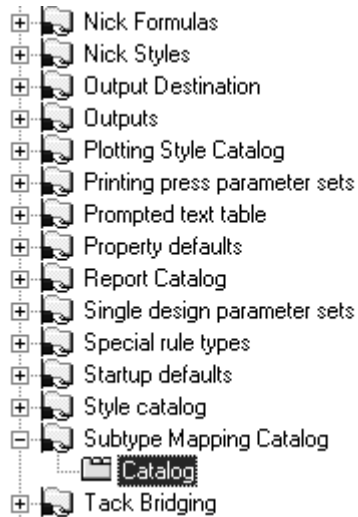 Nick Formulas
Nick Styles
Output Destination
Outputs
Plotting Style Catalog
Printing press parameter sets
Prompted text table
Property defaults
Report Catalog
Single design parameter sets
Special rule types
Startup defaults
Style catalog
Subtype Mapping Catalog
Catalog
Tack Bridging